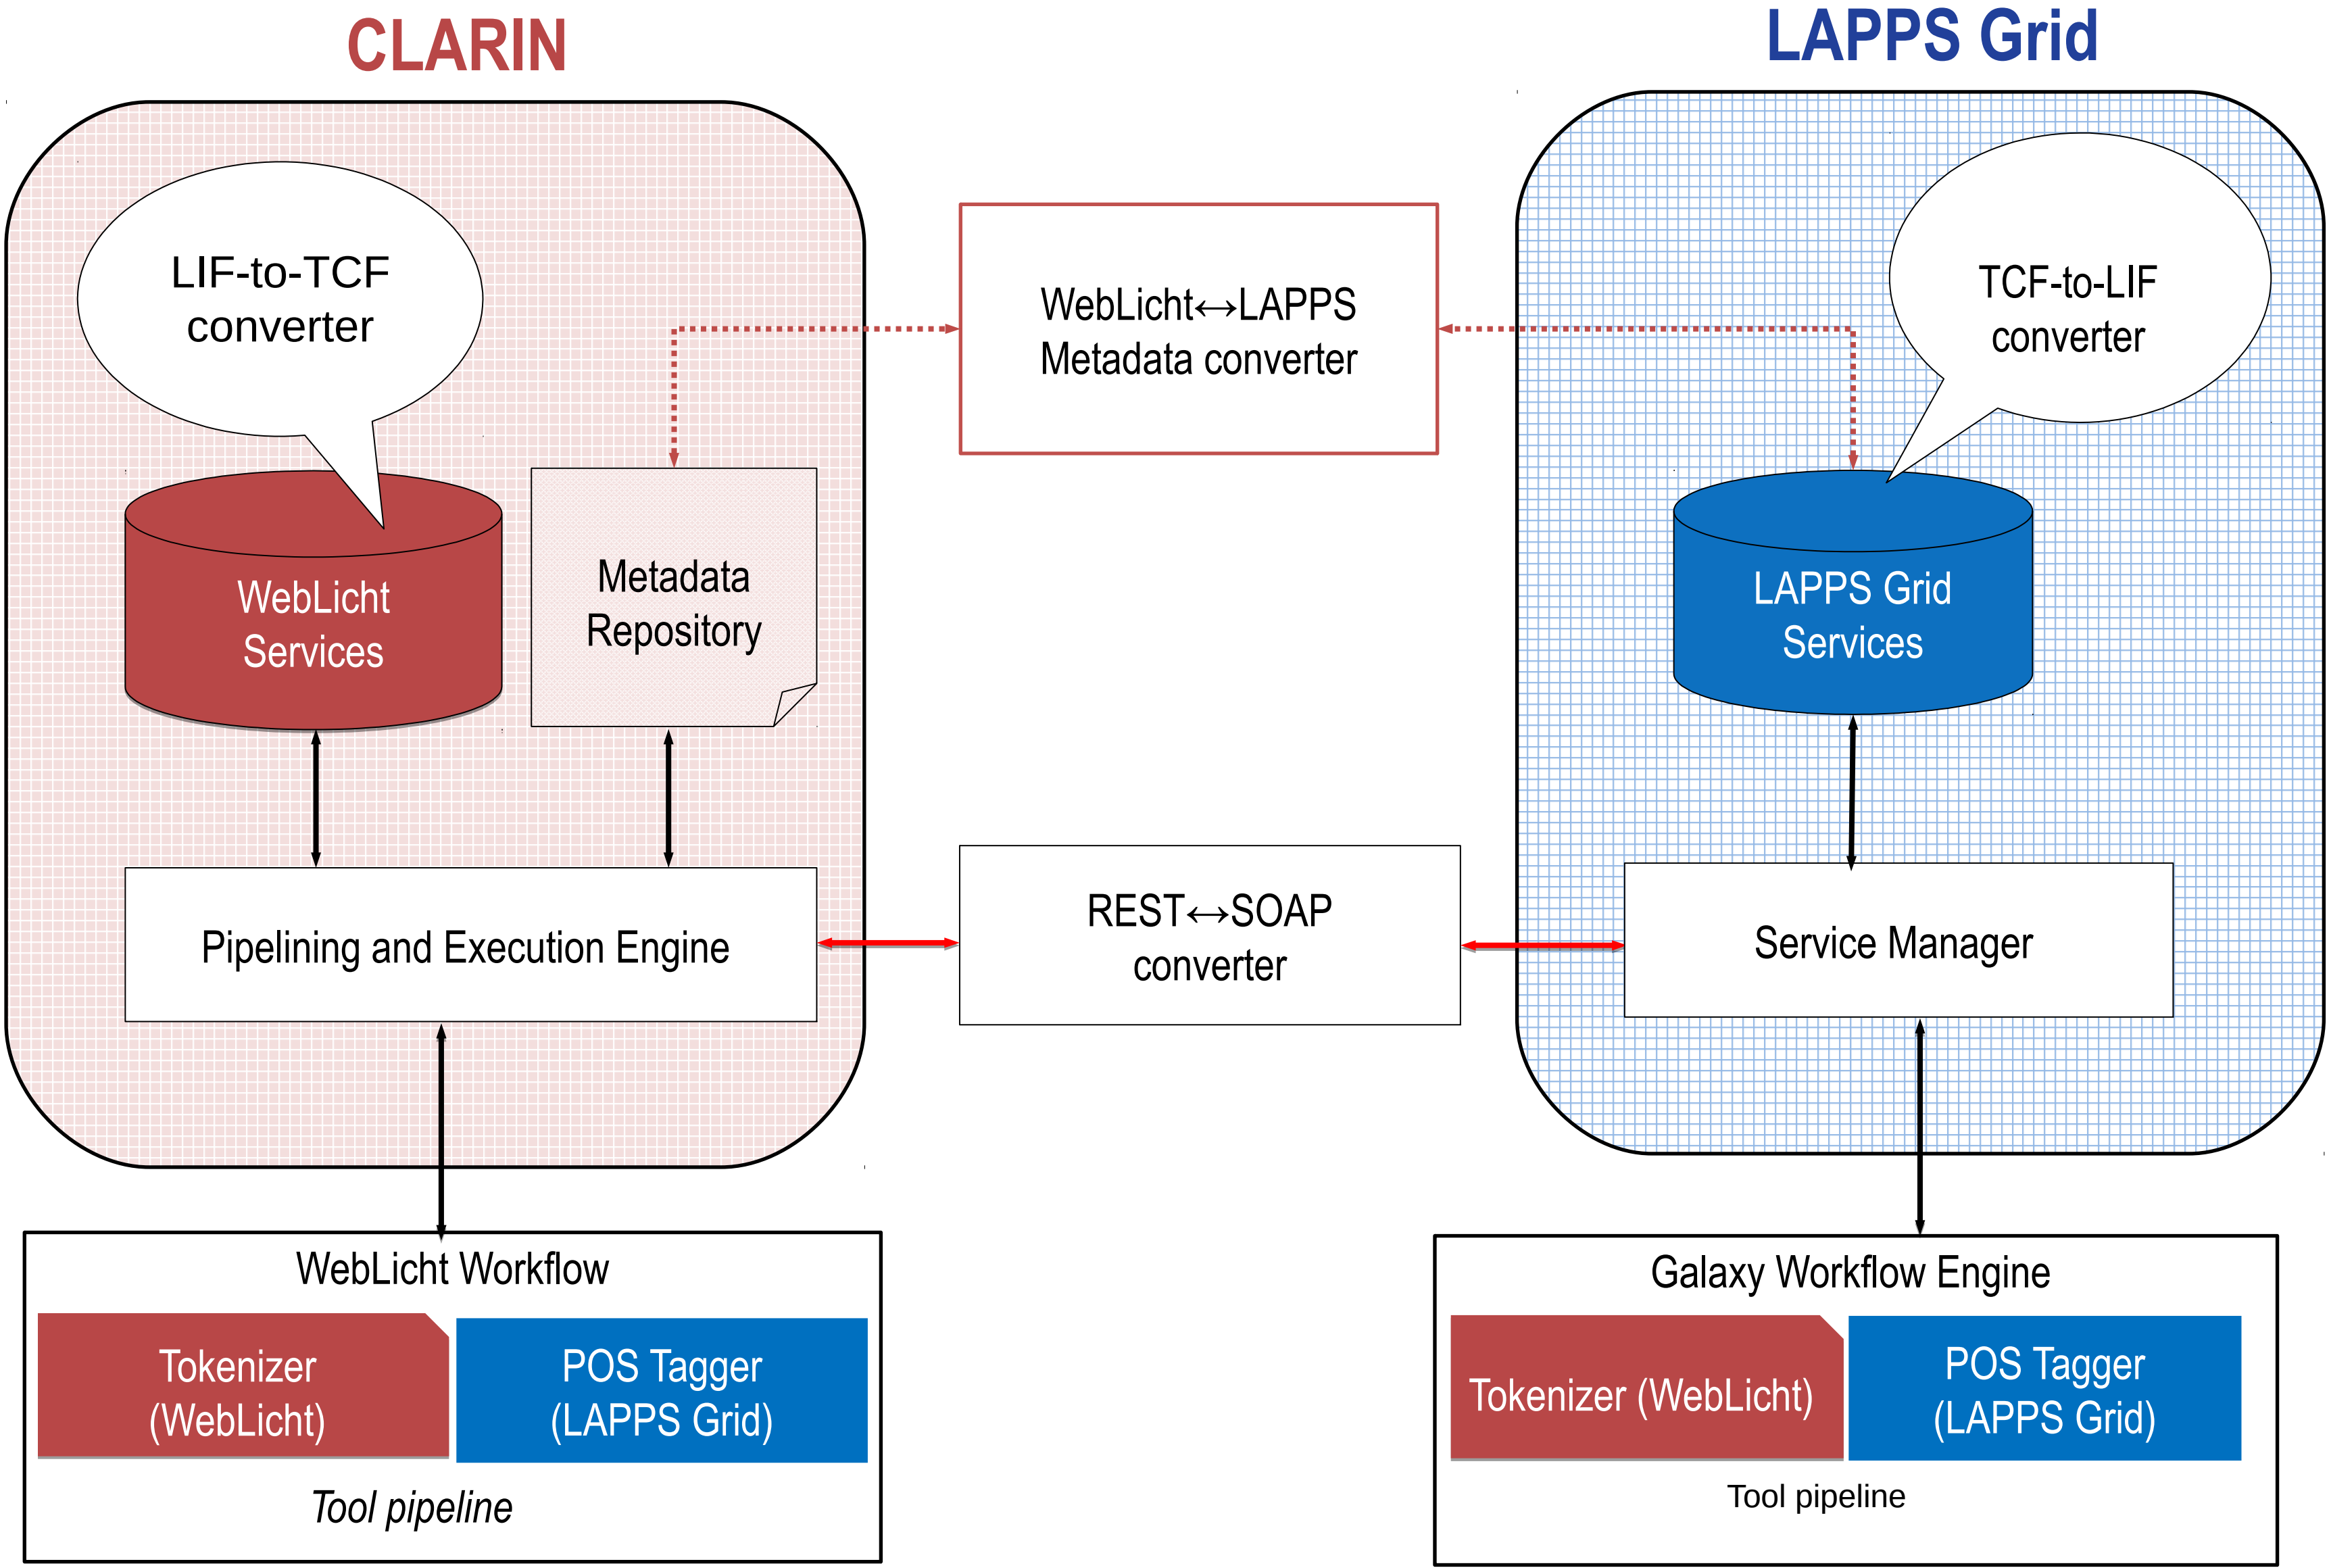 CLARIN
LAPPS Grid
LIF-to-TCF
converter
WebLicht↔LAPPS
Metadata converter
TCF-to-LIF
converter
WebLicht
Services
Metadata
Repository
LAPPS Grid
Services
Pipelining and Execution Engine
REST↔SOAP
converter
Service Manager
WebLicht Workflow
Tokenizer
(WebLicht)
POS Tagger
(LAPPS Grid)
Tool pipeline
Galaxy Workflow Engine
Tokenizer (WebLicht)
POS Tagger
(LAPPS Grid)
Tool pipeline